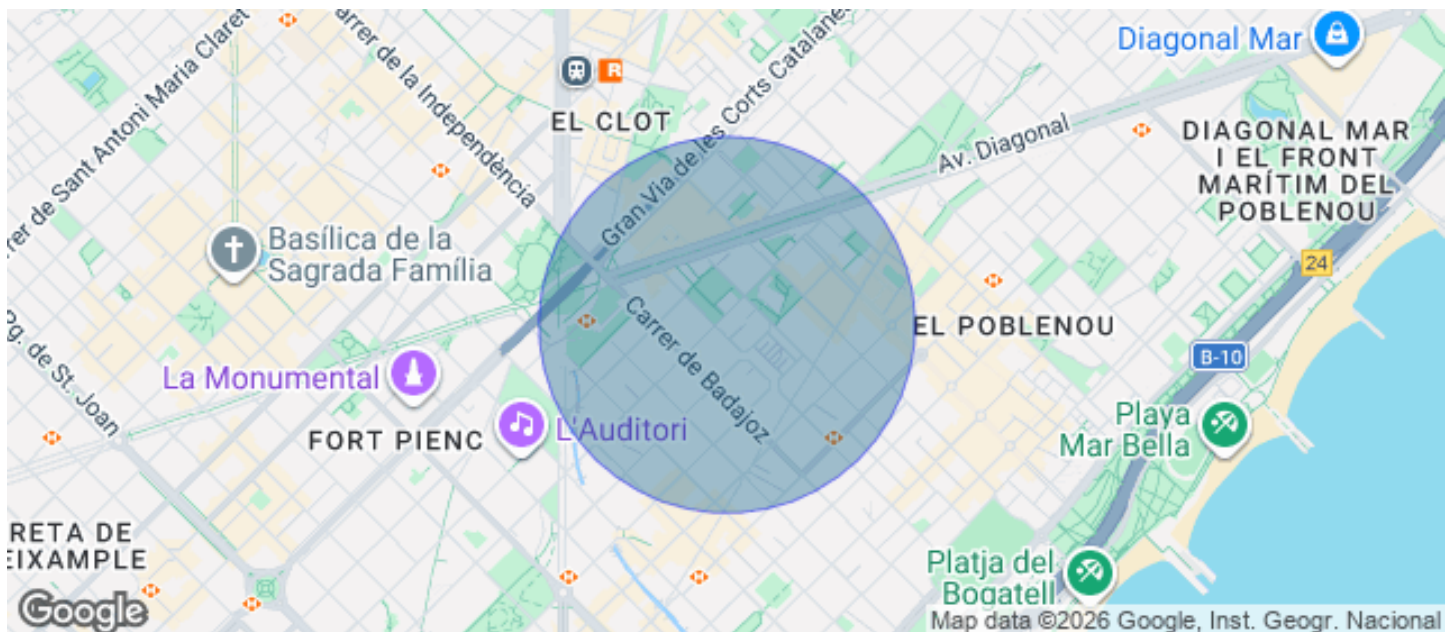 Carrer de Sant Antoni Maria Claret
Carrer de la Independència
EL CLOT
R
Gran Via de les Corts Catalanes
Diagonal Mar
Av. Diagonal
DIAGONAL MAR
I EL FRONT
MARÍTIM DEL
POBLENOU
24
Basílica de la
Sagrada Família
Pg. de St. Joan
La Monumental
FORT PIENC
L'Auditori
Carrer de Badajoz
EL POBLENOU
B-10
Playa
Mar Bella
RETA DE
EIXAMPLE
Platja del
Bogatell
Google
Map data ©2026 Google, Inst. Geogr. Nacional